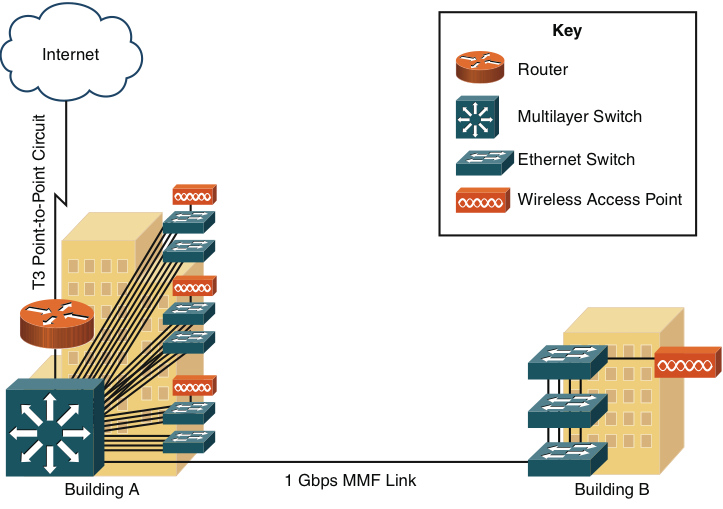 Internet
T3 Point-to-Point Circuit
Key
Router
Multilayer Switch
Ethernet Switch
Wireless Access Point
Building A
1 Gbps MMF Link
Building B